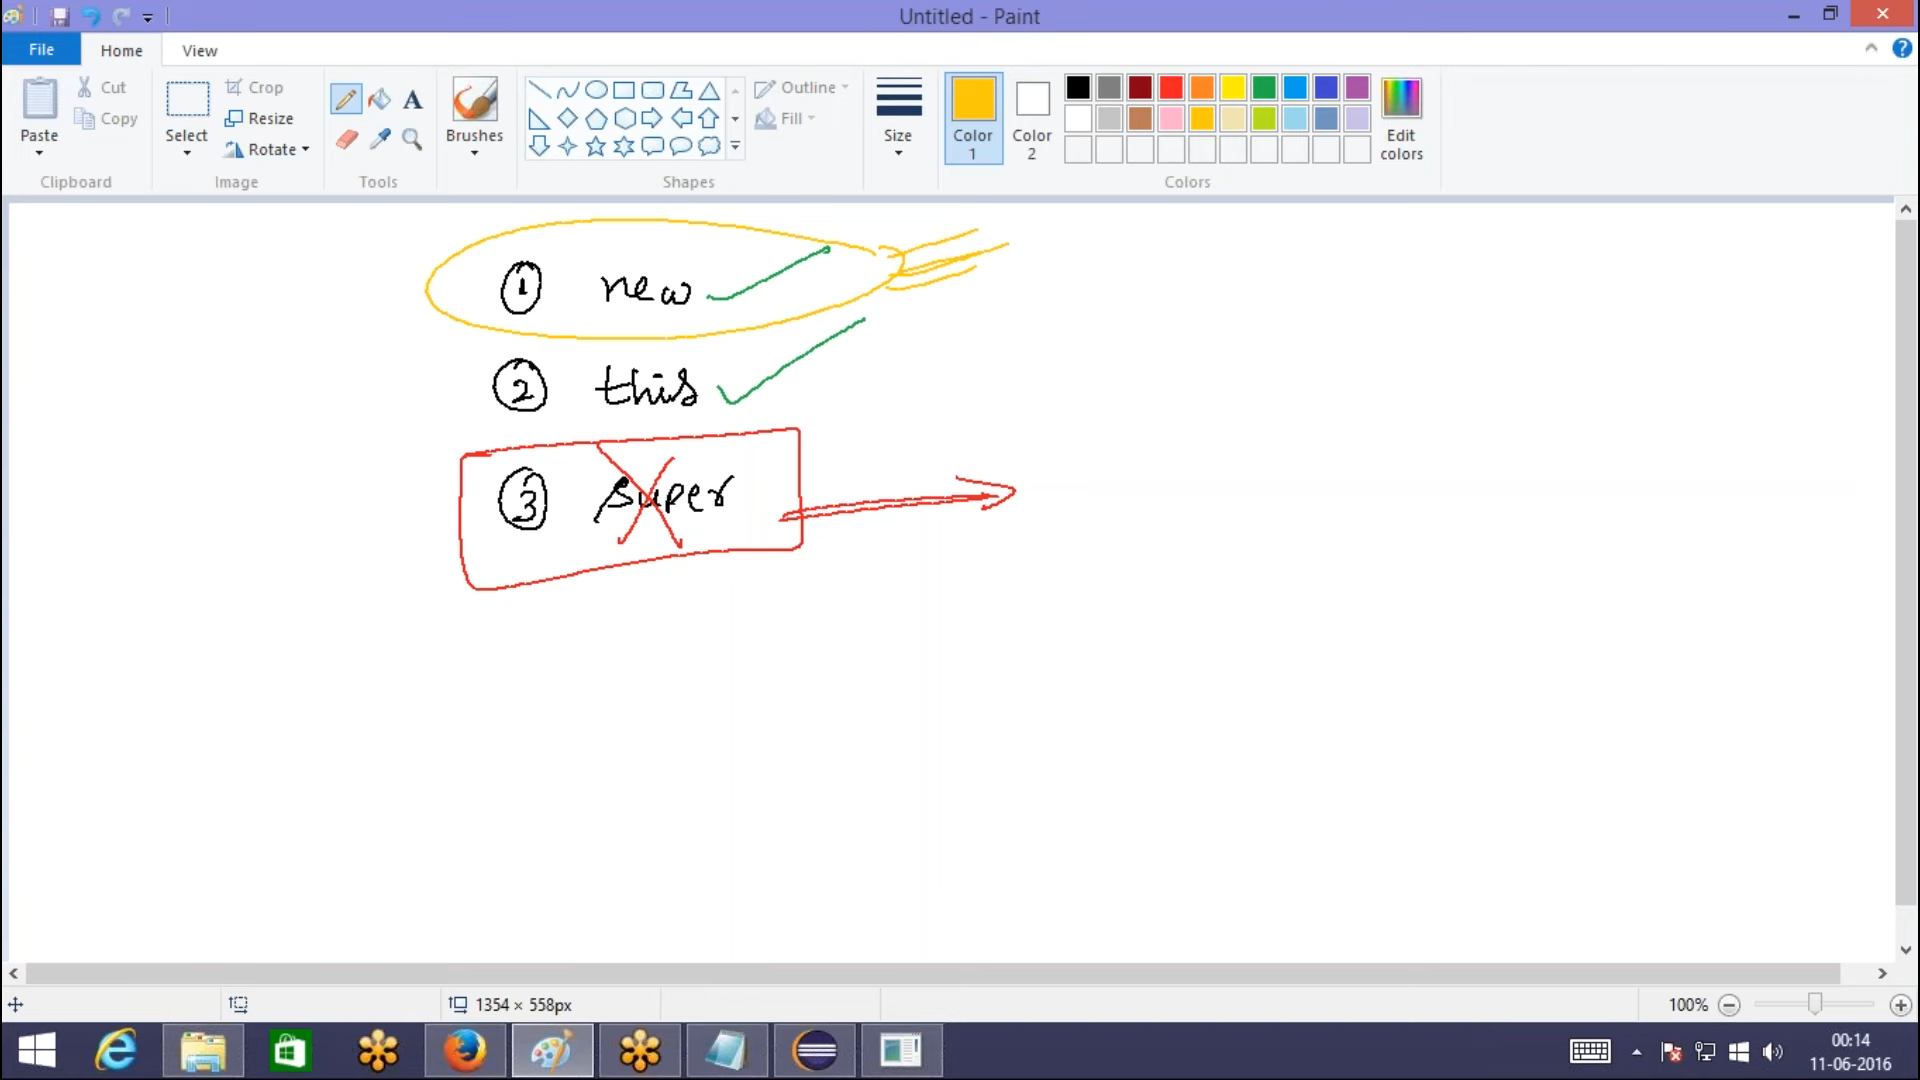 Untitled - Paint
File Home View
Paste
Cut
Copy
Clipboard
Select
Crop
Resize
Rotate
Image
Tools
Brushes
Shapes
Outline
Fill
Size
Color 1
Color 2
Edit colors
Colors
1 new
2 this
3 super
1354 × 558px
100%
00:14
11-06-2016